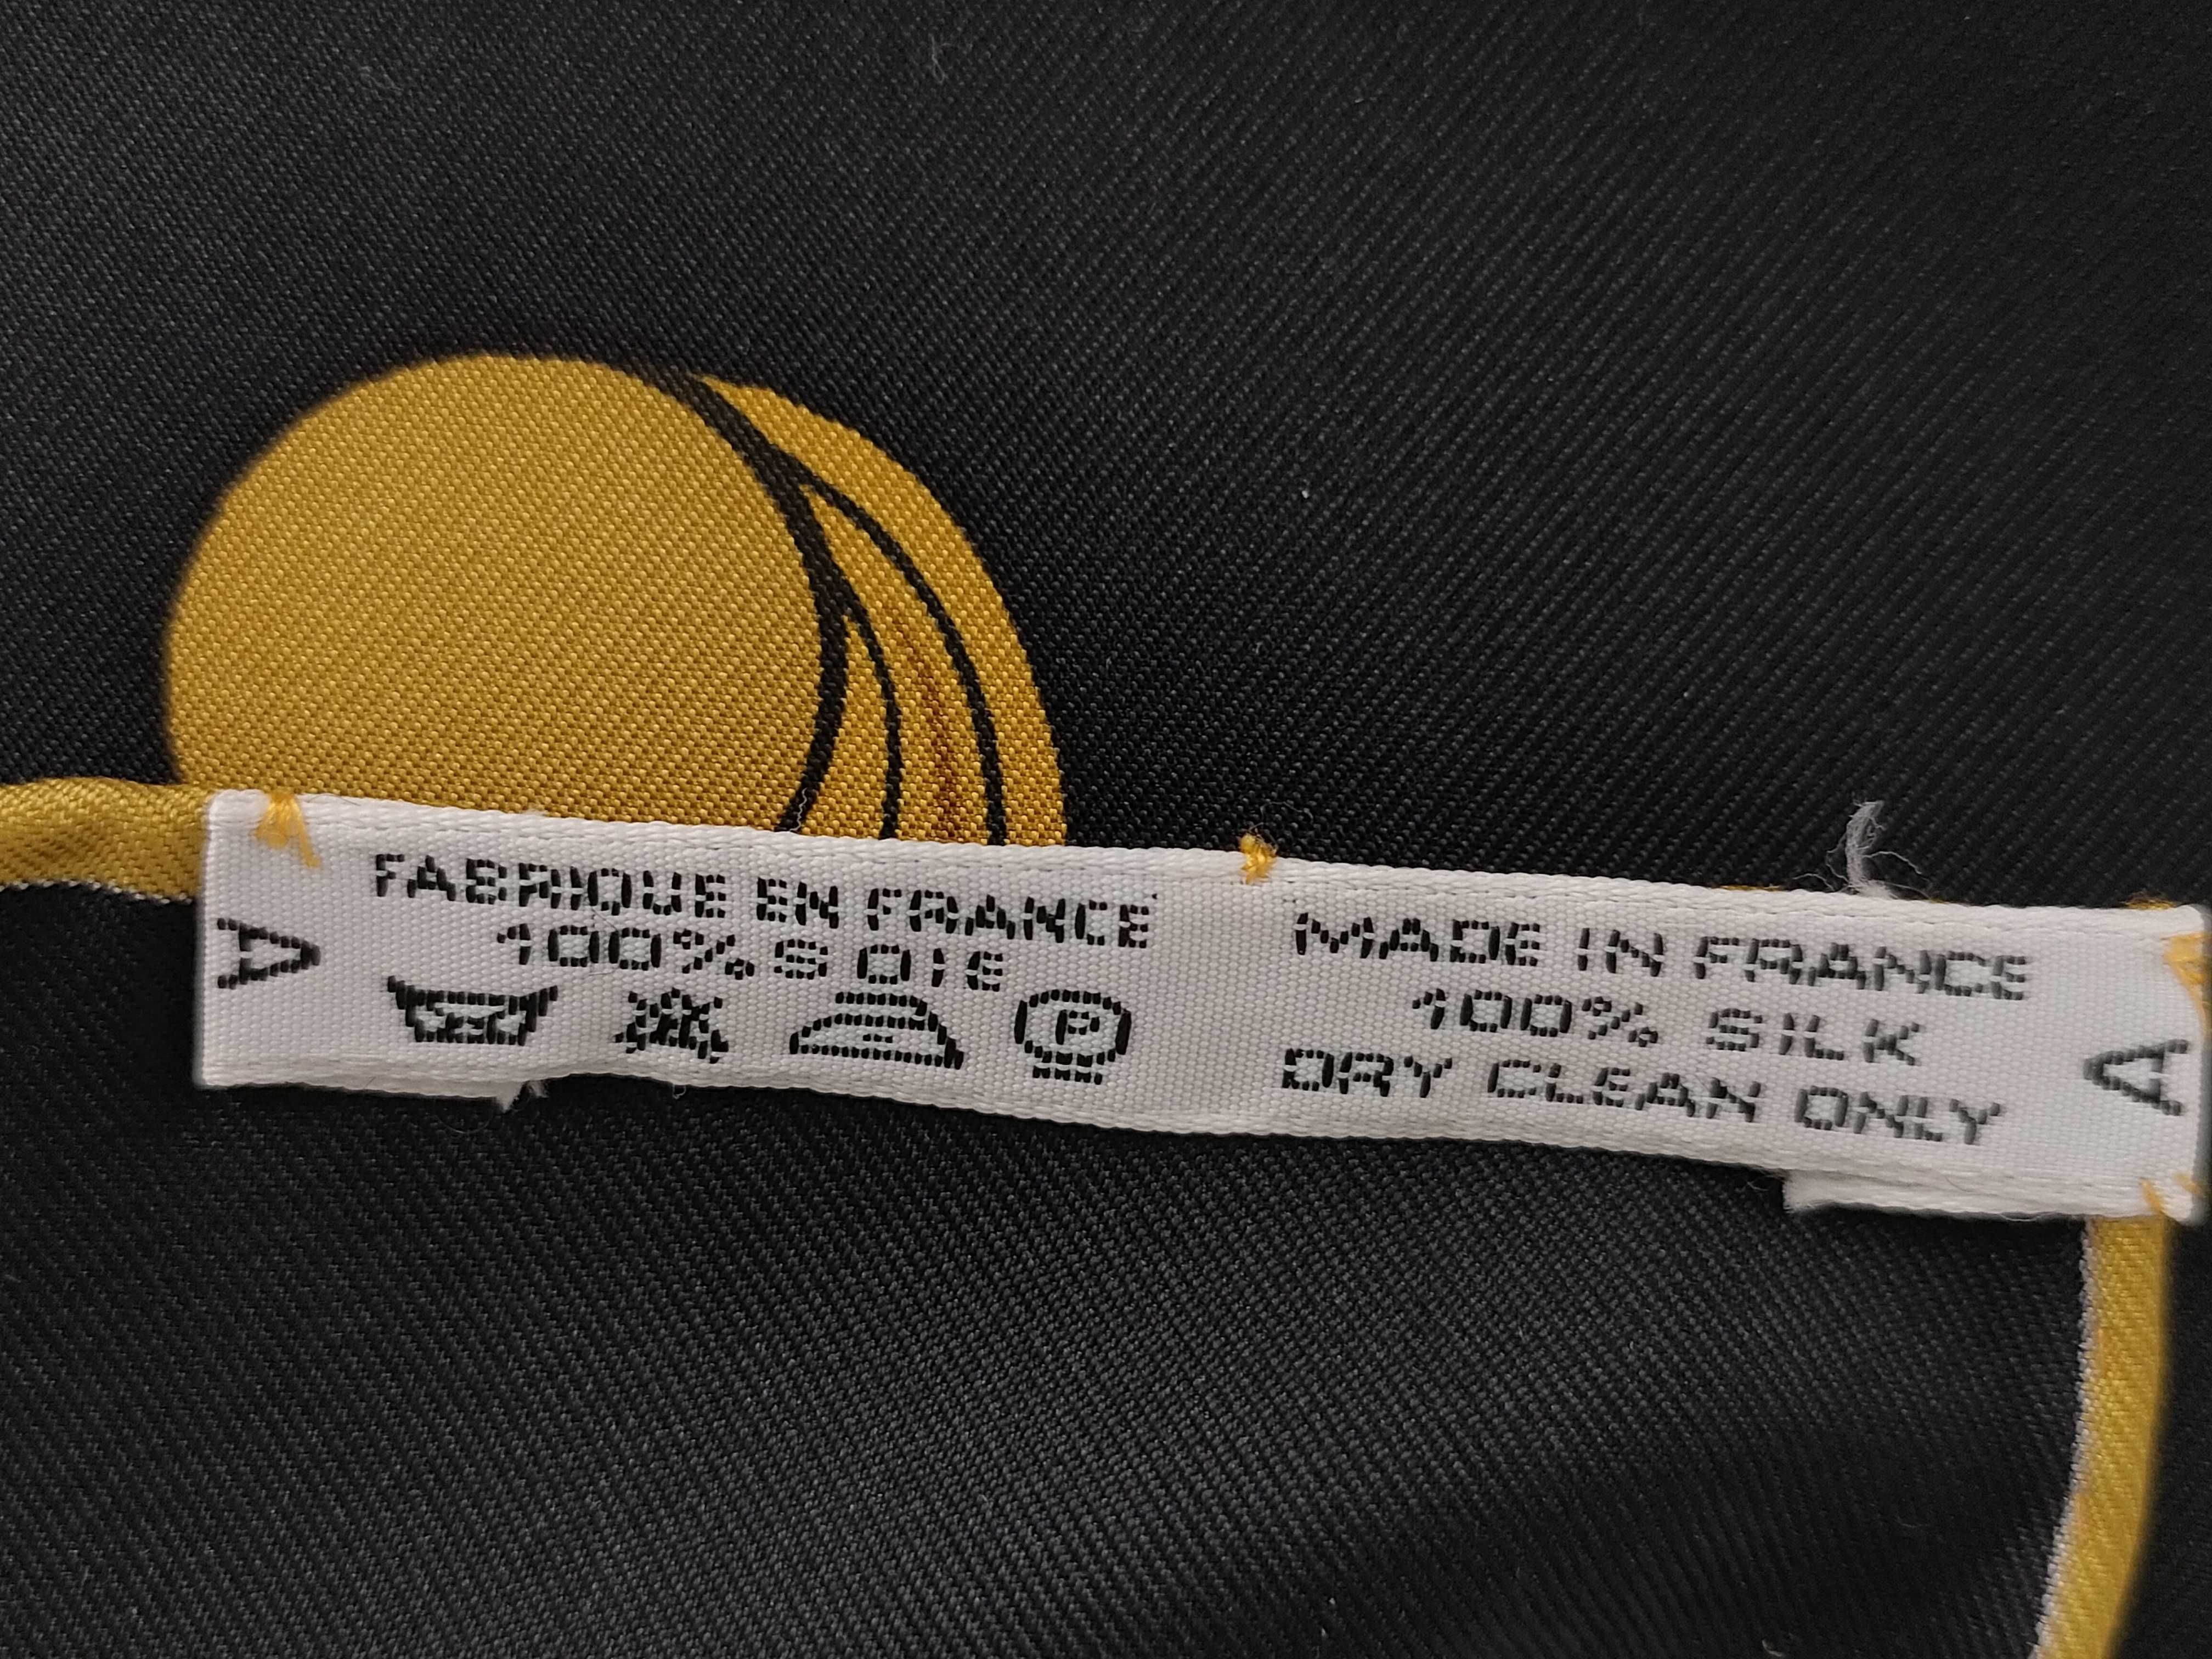 A
FABRIQUE EN FRANCE
100% SOIE
P
MADE IN FRANCE
100% SILK
DRY CLEAN ONLY
A